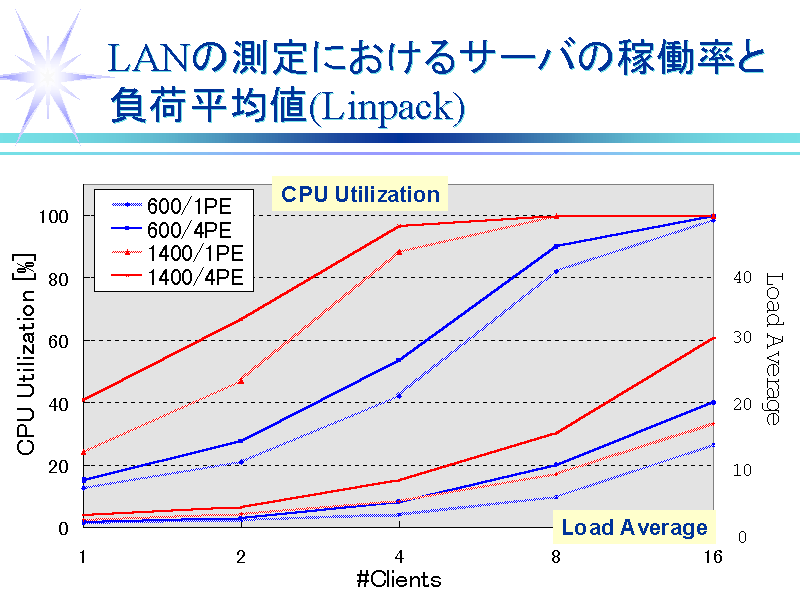 LANの測定におけるサーバの稼働率と
負荷平均値(Linpack)
CPU Utilization
600/1PE
600/4PE
1400/1PE
1400/4PE
CPU Utilization [%]
100
80
60
40
20
0
40
30
20
10
0
Load Average
Load Average
1 2 4 8 16
#Clients